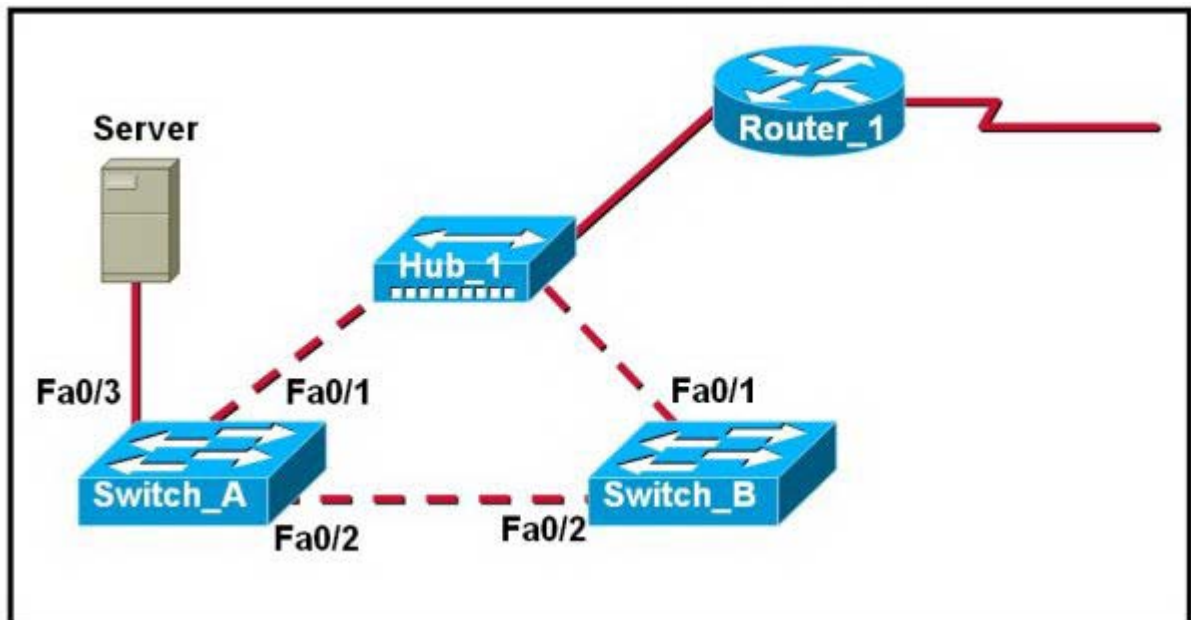 Server
Router_1
Hub_1
Fa0/3
Fa0/1
Fa0/1
Switch_A
Switch_B
Fa0/2
Fa0/2